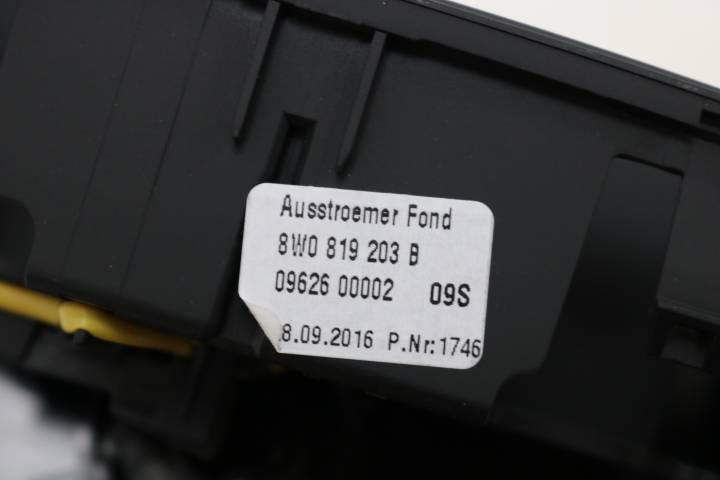 Ausstroemer Fond
8W0 819 203 B
09626 00002 09S
8.09.2016 P.Nr:1746